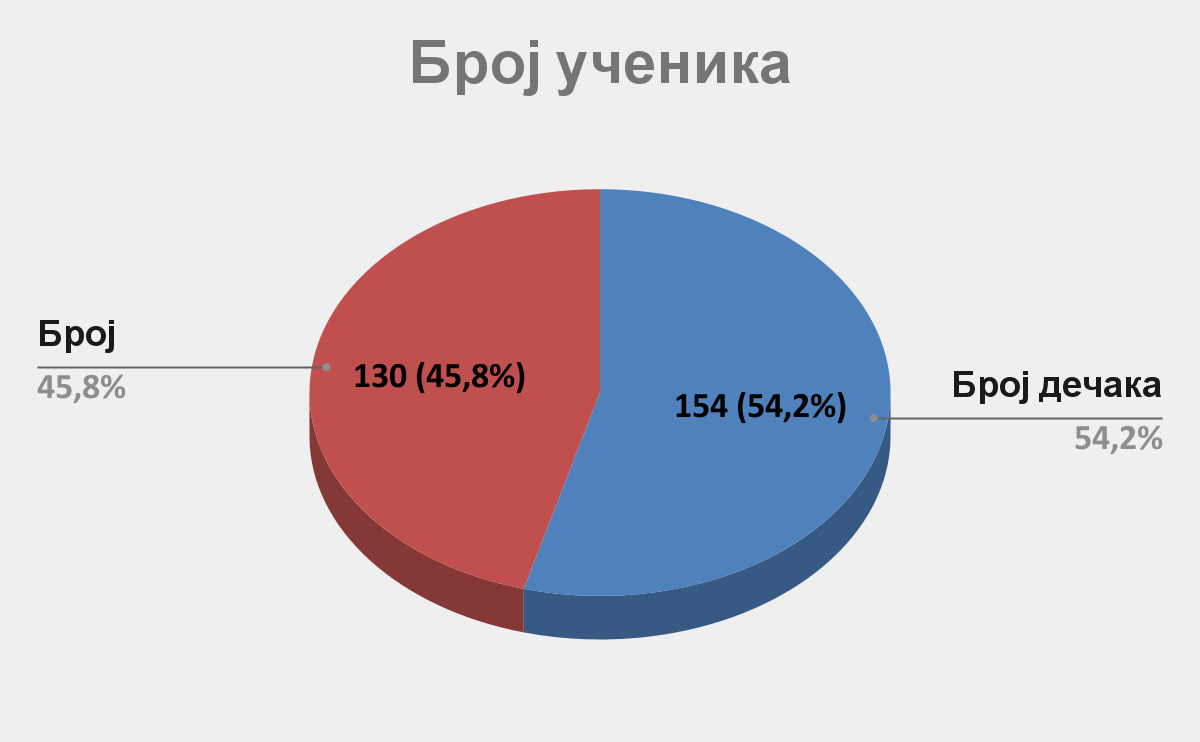 Број ученика
Број
45,8%
130 (45,8%)
154 (54,2%)
Број дечака
54,2%